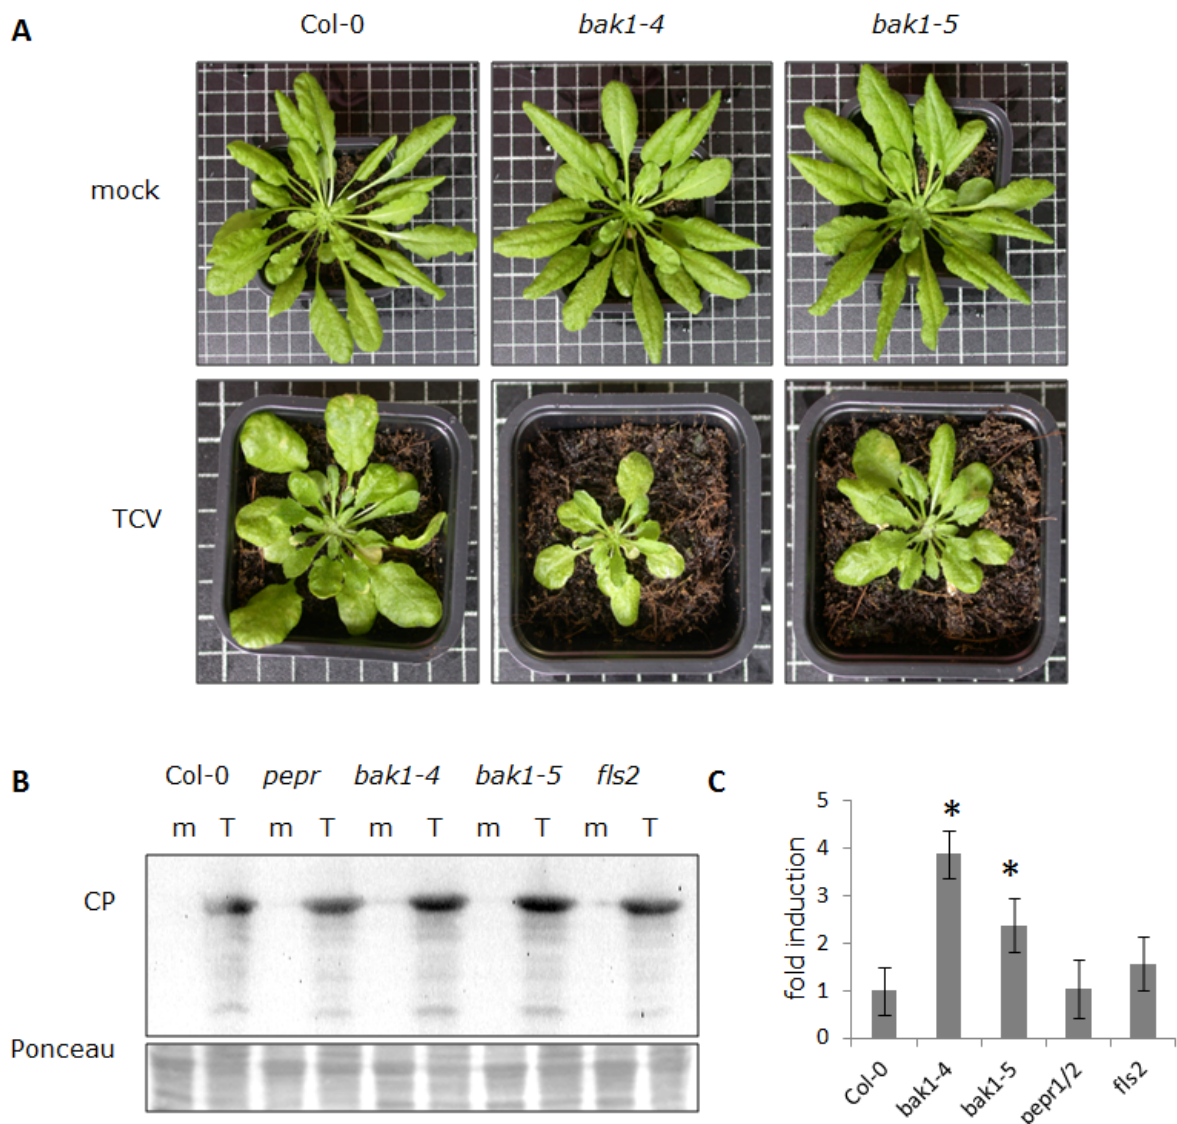 A
Col-0 bak1-4 bak1-5
mock
TCV
B
Col-0 pepr bak1-4 bak1-5 fls2
m T m T m T m T m T
CP
Ponceau
C
fold induction
5
4
3
2
1
0
* *
Col-0 bak1-4 bak1-5 pepr1/2 fls2